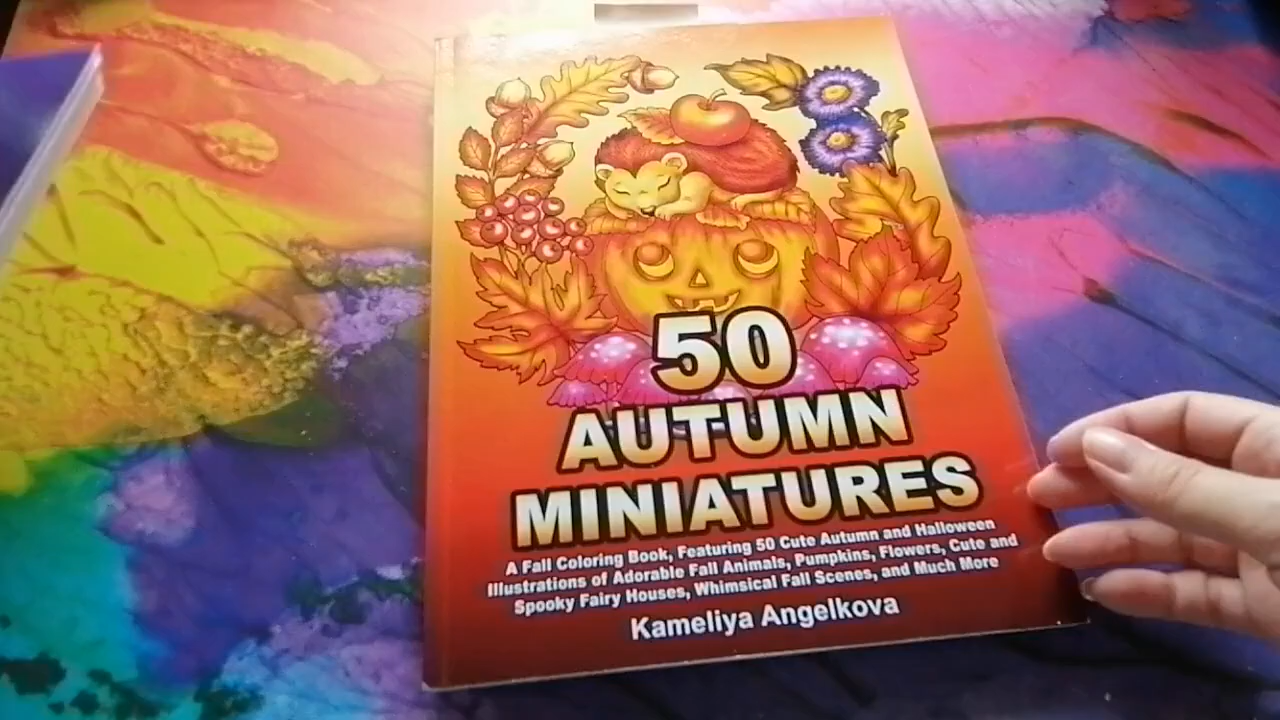 50
AUTUMN
MINIATURES
A Fall Coloring Book, Featuring 50 Cute Autumn and Halloween
Illustrations of Adorable Fall Animals, Pumpkins, Flowers, Cute and
Spooky Fairy Houses, Whimsical Fall Scenes, and Much More
Kameliya Angelkova